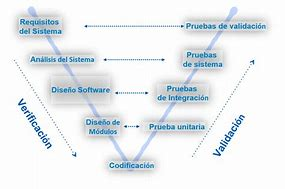 Requisitos
del Sistema
Pruebas de validación
Análisis del Sistema
Pruebas
de sistema
Diseño Software
Pruebas
de Integración
Diseño de
Módulos
Prueba unitaria
Codificación
Verificación
Validación